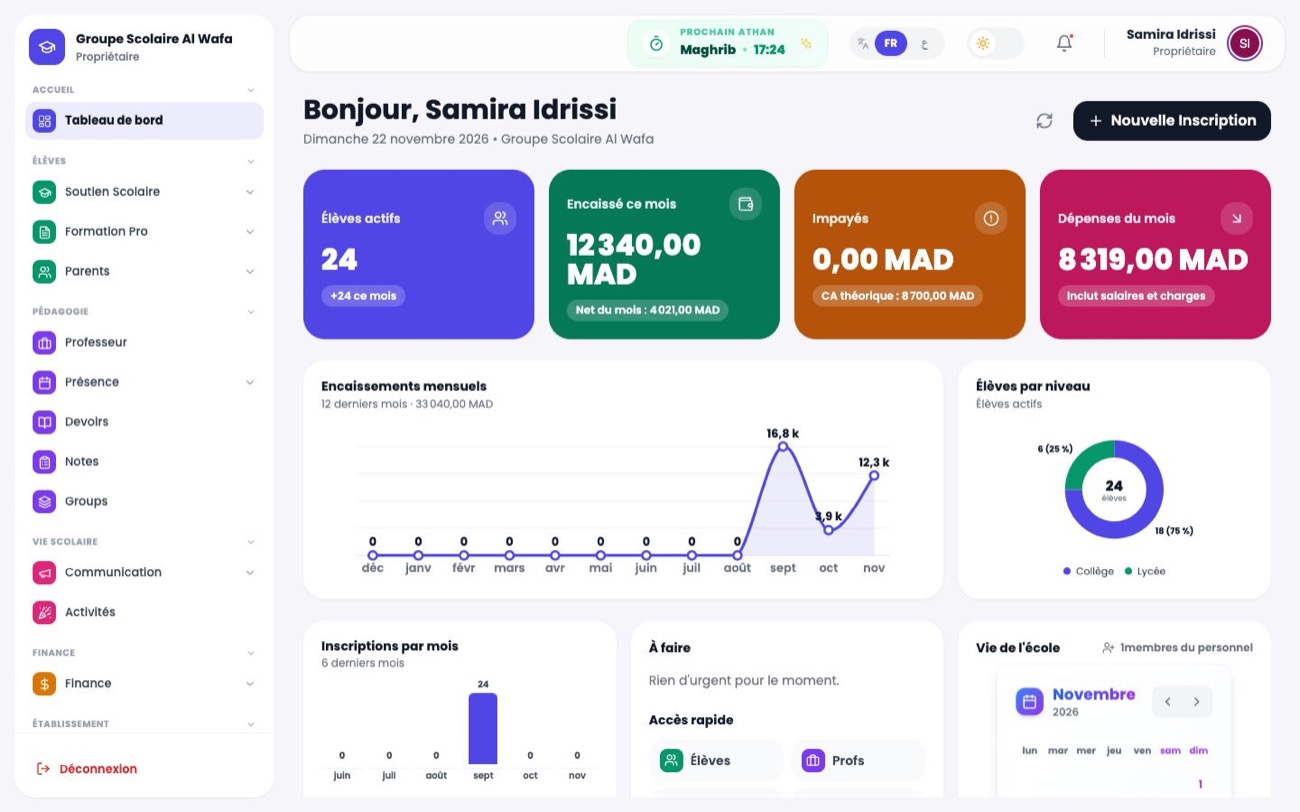 Groupe Scolaire Al Wafa
Propriétaire
ACCUEIL
Tableau de bord
ÉLÈVES
Soutien Scolaire
Formation Pro
Parents
PÉDAGOGIE
Professeur
Présence
Devoirs
Notes
Groups
VIE SCOLAIRE
Communication
Activités
FINANCE
Finance
ÉTABLISSEMENT
Déconnexion
PROCHAIN ATHAN
Maghrib • 17:24
FR
ع
Samira Idrissi
Propriétaire
SI
Bonjour, Samira Idrissi
Dimanche 22 novembre 2026 • Groupe Scolaire Al Wafa
+ Nouvelle Inscription
Élèves actifs
24
+24 ce mois
Encaissé ce mois
12 340,00
MAD
Net du mois : 4 021,00 MAD
Impayés
0,00 MAD
CA théorique : 8 700,00 MAD
Dépenses du mois
8 319,00 MAD
Inclut salaires et charges
Encaissements mensuels
12 derniers mois · 33 040,00 MAD
16,8 k
12,3 k
3,9 k
0 0 0 0 0 0 0 0 0
déc janv févr mars avr mai juin juil août sept oct nov
Élèves par niveau
Élèves actifs
6 (25 %)
24
élèves
18 (75 %)
Collège Lycée
Inscriptions par mois
6 derniers mois
24
0 0 0 0 0
juin juil août sept oct nov
À faire
Rien d'urgent pour le moment.
Accès rapide
Élèves
Profs
Vie de l'école
1membres du personnel
Novembre
2026
lun mar mer jeu ven sam dim
1